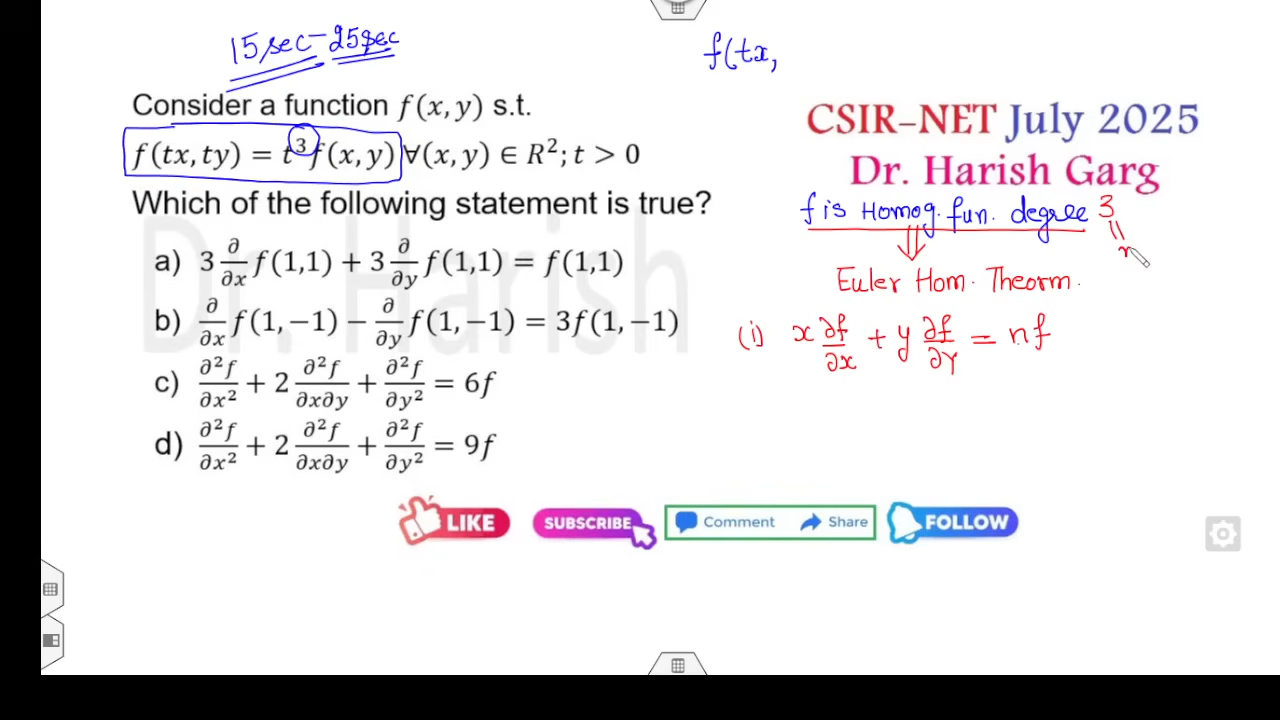 15sec - 25sec
f(tx,
Consider a function f(x, y) s.t.
f(tx, ty) = t³f(x, y) ∀(x, y) ∈ R²; t > 0
Which of the following statement is true?
a) 3 ∂/∂x f(1,1) + 3 ∂/∂y f(1,1) = f(1,1)
b) ∂/∂x f(1, −1) − ∂/∂y f(1, −1) = 3f(1, −1)
c) ∂²f/∂x² + 2 ∂²f/∂x∂y + ∂²f/∂y² = 6f
d) ∂²f/∂x² + 2 ∂²f/∂x∂y + ∂²f/∂y² = 9f
CSIR-NET July 2025
Dr. Harish Garg
f is Homog. fun. degree 3
Euler Hom. Theorm.
(i) x ∂f/∂x + y ∂f/∂y = nf
Dr. Harish
LIKE
SUBSCRIBE
Comment
Share
FOLLOW